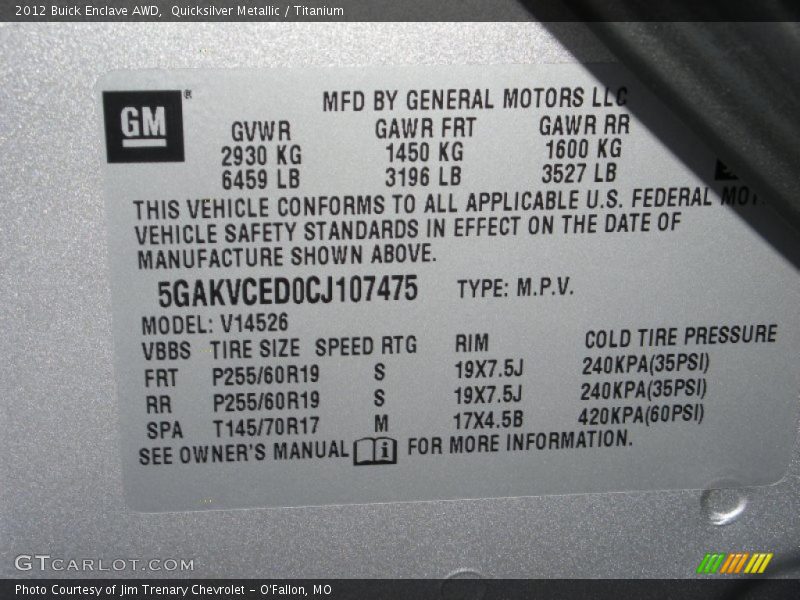 2012 Buick Enclave AWD,  Quicksilver Metallic / Titanium
GM®
MFD BY GENERAL MOTORS LLC
GVWR GAWR FRT GAWR RR
2930 KG 1450 KG 1600 KG
6459 LB 3196 LB 3527 LB
THIS VEHICLE CONFORMS TO ALL APPLICABLE U.S. FEDERAL
VEHICLE SAFETY STANDARDS IN EFFECT ON THE DATE OF
MANUFACTURE SHOWN ABOVE.
5GAKVCED0CJ107475 TYPE: M.P.V.
MODEL: V14526
VBBS TIRE SIZE SPEED RTG RIM COLD TIRE PRESSURE
FRT P255/60R19 S 19X7.5J 240KPA(35PSI)
RR P255/60R19 S 19X7.5J 240KPA(35PSI)
SPA T145/70R17 M 17X4.5B 420KPA(60PSI)
SEE OWNER'S MANUAL i FOR MORE INFORMATION.
GTCARLOT.COM
Photo Courtesy of Jim Trenary Chevrolet - O'Fallon, MO